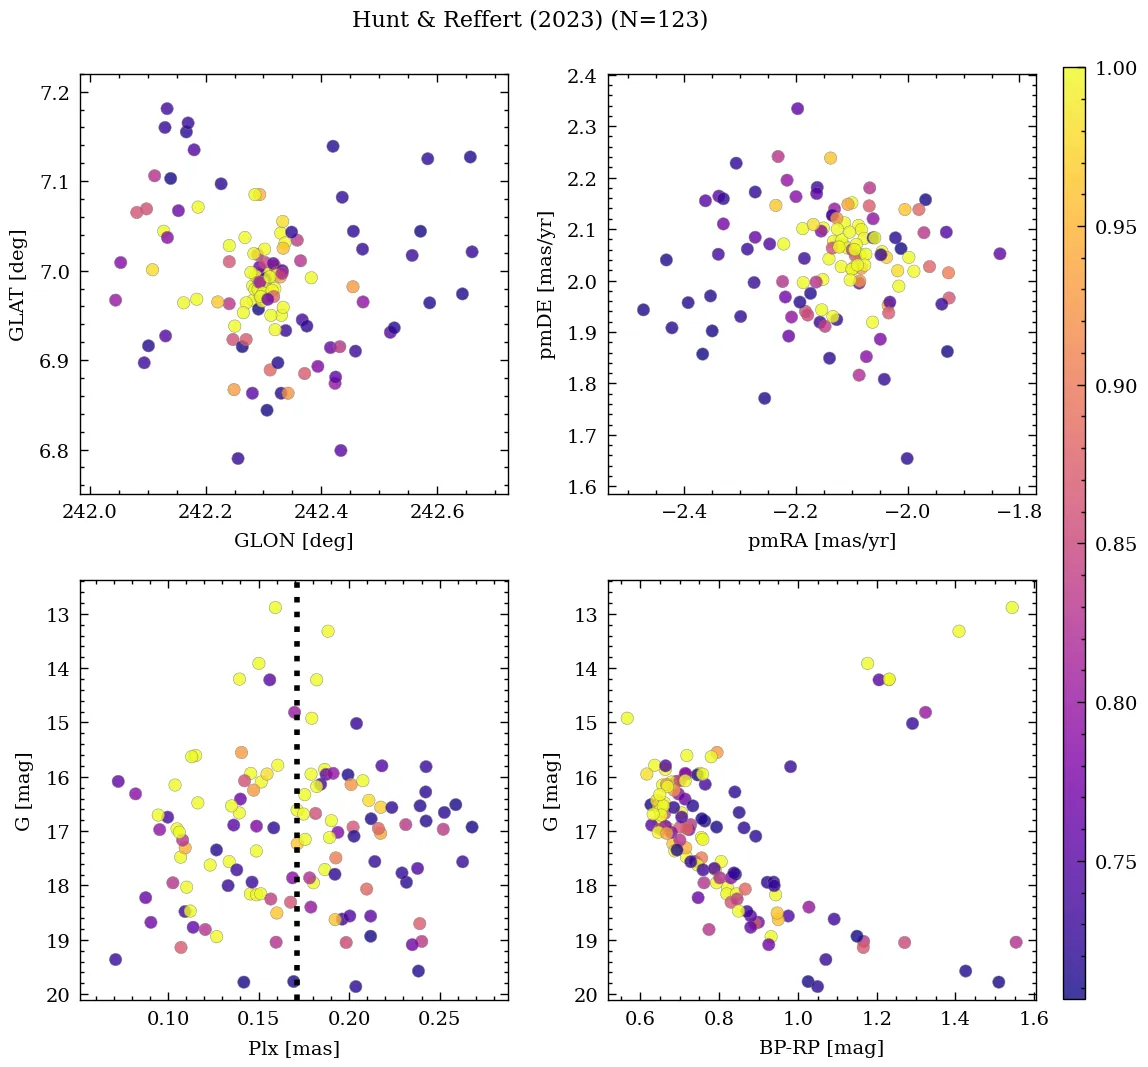 Hunt & Reffert (2023) (N=123)
7.2
7.1
7.0
6.9
6.8
GLAT [deg]
242.0 242.2 242.4 242.6
GLON [deg]
2.4
2.3
2.2
2.1
2.0
1.9
1.8
1.7
1.6
pmDE [mas/yr]
−2.4 −2.2 −2.0 −1.8
pmRA [mas/yr]
13
14
15
16
17
18
19
20
G [mag]
0.10 0.15 0.20 0.25
Plx [mas]
13
14
15
16
17
18
19
20
G [mag]
0.6 0.8 1.0 1.2 1.4 1.6
BP-RP [mag]
1.00
0.95
0.90
0.85
0.80
0.75